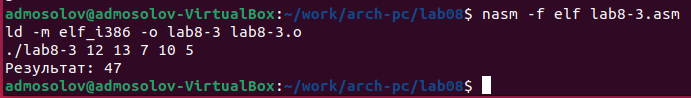 admosolov@admosolov-VirtualBox:~/work/arch-pc/lab08$ nasm -f elf lab8-3.asm
ld -m elf_i386 -o lab8-3 lab8-3.o
./lab8-3 12 13 7 10 5
Результат: 47
admosolov@admosolov-VirtualBox:~/work/arch-pc/lab08$